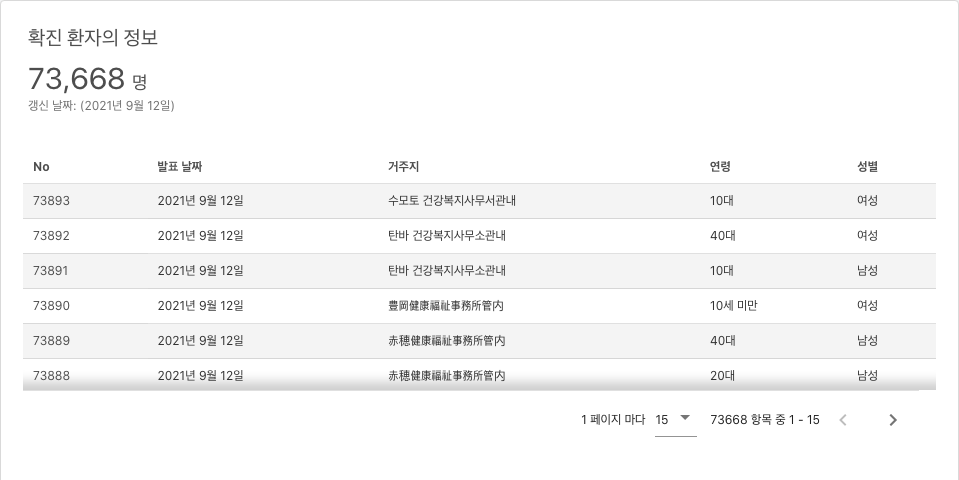 확진 환자의 정보
73,668 명
갱신 날짜: (2021년 9월 12일)
No 발표 날짜 거주지 연령 성별
73893 2021년 9월 12일 수모토 건강복지사무서관내 10대 여성
73892 2021년 9월 12일 탄바 건강복지사무소관내 40대 여성
73891 2021년 9월 12일 탄바 건강복지사무소관내 10대 남성
73890 2021년 9월 12일 豊岡健康福祉事務所管内 10세 미만 여성
73889 2021년 9월 12일 赤穂健康福祉事務所管内 40대 남성
73888 2021년 9월 12일 赤穂健康福祉事務所管内 20대 남성
1 페이지 마다 15 73668 항목 중 1 - 15